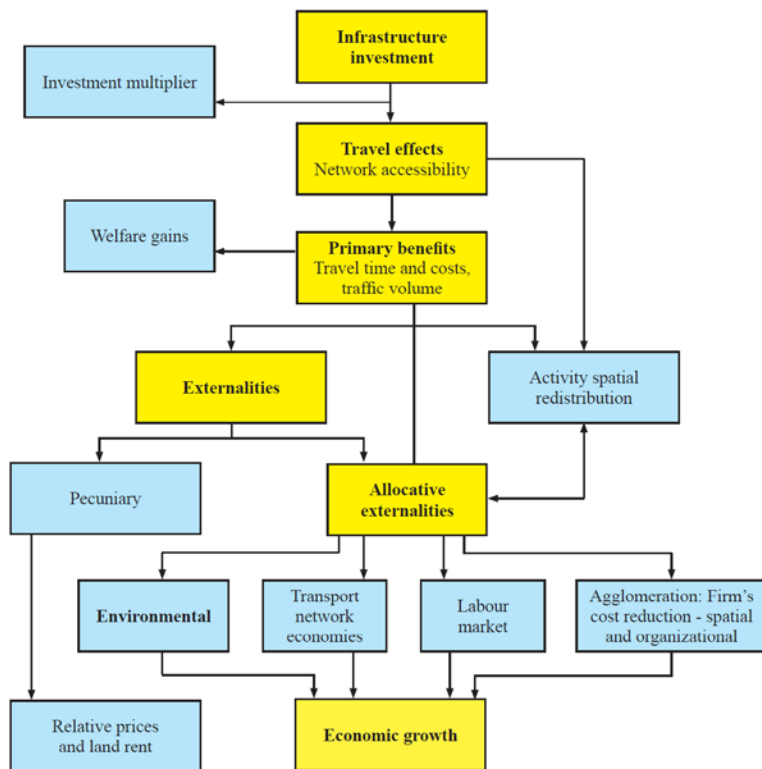 Infrastructure
investment
Investment multiplier
Travel effects
Network accessibility
Welfare gains
Primary benefits
Travel time and costs,
traffic volume
Externalities
Activity spatial
redistribution
Pecuniary
Allocative
externalities
Environmental
Transport
network
economies
Labour
market
Agglomeration: Firm's
cost reduction - spatial
and organizational
Relative prices
and land rent
Economic growth